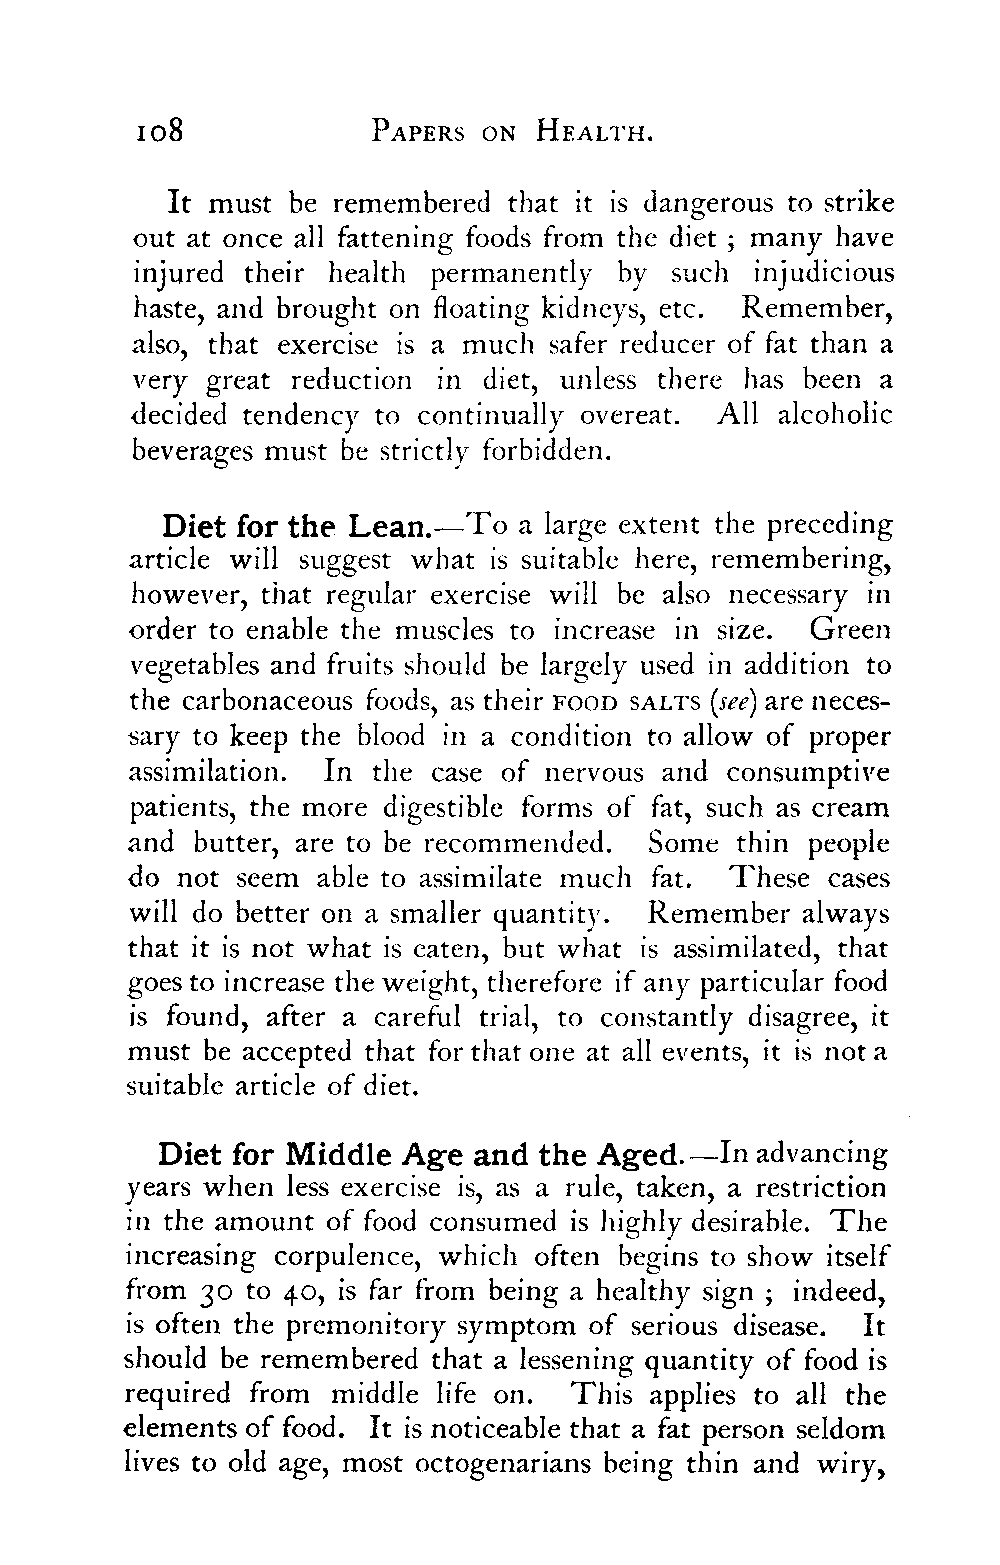 108 PAPERS ON HEALTH.
It must be remembered that it is dangerous to strike
out at once all fattening foods from the diet ; many have
injured their health permanently by such injudicious
haste, and brought on floating kidneys, etc. Remember,
also, that exercise is a much safer reducer of fat than a
very great reduction in diet, unless there has been a
decided tendency to continually overeat. All alcoholic
beverages must be strictly forbidden.
Diet for the Lean.—To a large extent the preceding
article will suggest what is suitable here, remembering,
however, that regular exercise will be also necessary in
order to enable the muscles to increase in size. Green
vegetables and fruits should be largely used in addition to
the carbonaceous foods, as their FOOD SALTS (see) are neces-
sary to keep the blood in a condition to allow of proper
assimilation. In the case of nervous and consumptive
patients, the more digestible forms of fat, such as cream
and butter, are to be recommended. Some thin people
do not seem able to assimilate much fat. These cases
will do better on a smaller quantity. Remember always
that it is not what is eaten, but what is assimilated, that
goes to increase the weight, therefore if any particular food
is found, after a careful trial, to constantly disagree, it
must be accepted that for that one at all events, it is not a
suitable article of diet.
Diet for Middle Age and the Aged.—In advancing
years when less exercise is, as a rule, taken, a restriction
in the amount of food consumed is highly desirable. The
increasing corpulence, which often begins to show itself
from 30 to 40, is far from being a healthy sign ; indeed,
is often the premonitory symptom of serious disease. It
should be remembered that a lessening quantity of food is
required from middle life on. This applies to all the
elements of food. It is noticeable that a fat person seldom
lives to old age, most octogenarians being thin and wiry,